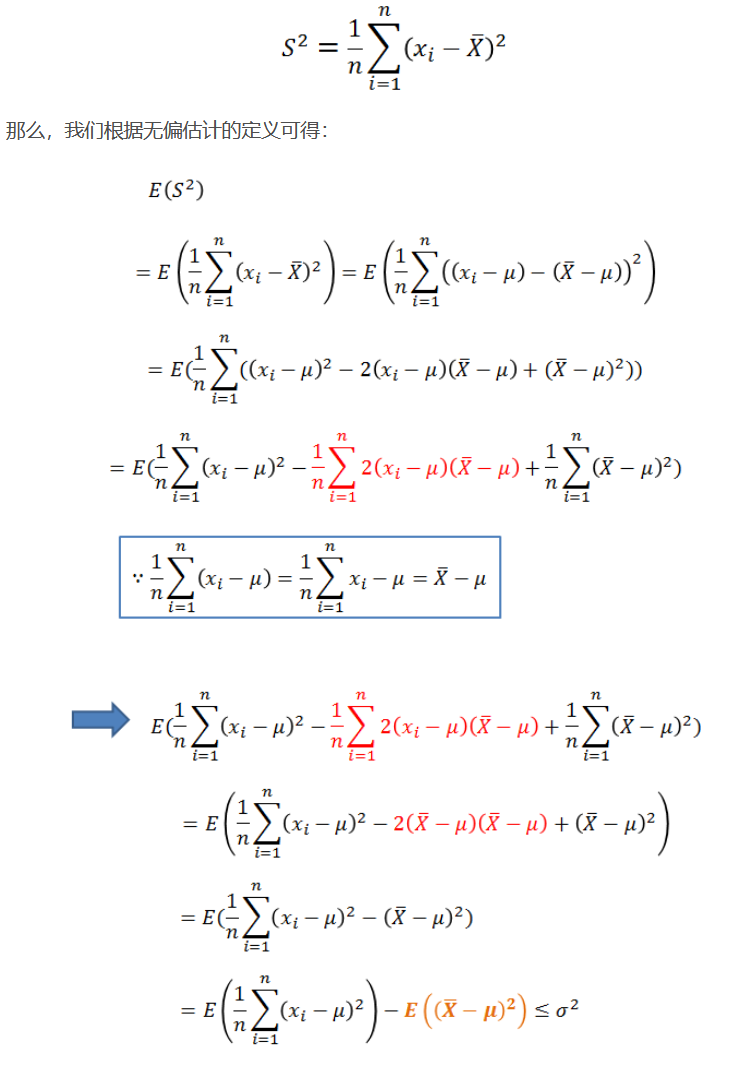 S² = 1/n ∑_{i=1}^{n} (x_i − X̄)²
那么，我们根据无偏估计的定义可得：
E(S²)
= E(1/n ∑_{i=1}^{n} (x_i − X̄)²) = E(1/n ∑_{i=1}^{n} ((x_i − μ) − (X̄ − μ))²)
= E(1/n ∑_{i=1}^{n} ((x_i − μ)² − 2(x_i − μ)(X̄ − μ) + (X̄ − μ)²))
= E(1/n ∑_{i=1}^{n} (x_i − μ)² − 1/n ∑_{i=1}^{n} 2(x_i − μ)(X̄ − μ) + 1/n ∑_{i=1}^{n} (X̄ − μ)²)
∵ 1/n ∑_{i=1}^{n} (x_i − μ) = 1/n ∑_{i=1}^{n} x_i − μ = X̄ − μ
E(1/n ∑_{i=1}^{n} (x_i − μ)² − 1/n ∑_{i=1}^{n} 2(x_i − μ)(X̄ − μ) + 1/n ∑_{i=1}^{n} (X̄ − μ)²)
= E(1/n ∑_{i=1}^{n} (x_i − μ)² − 2(X̄ − μ)(X̄ − μ) + (X̄ − μ)²)
= E(1/n ∑_{i=1}^{n} (x_i − μ)² − (X̄ − μ)²)
= E(1/n ∑_{i=1}^{n} (x_i − μ)²) − E((X̄ − μ)²) ≤ σ²